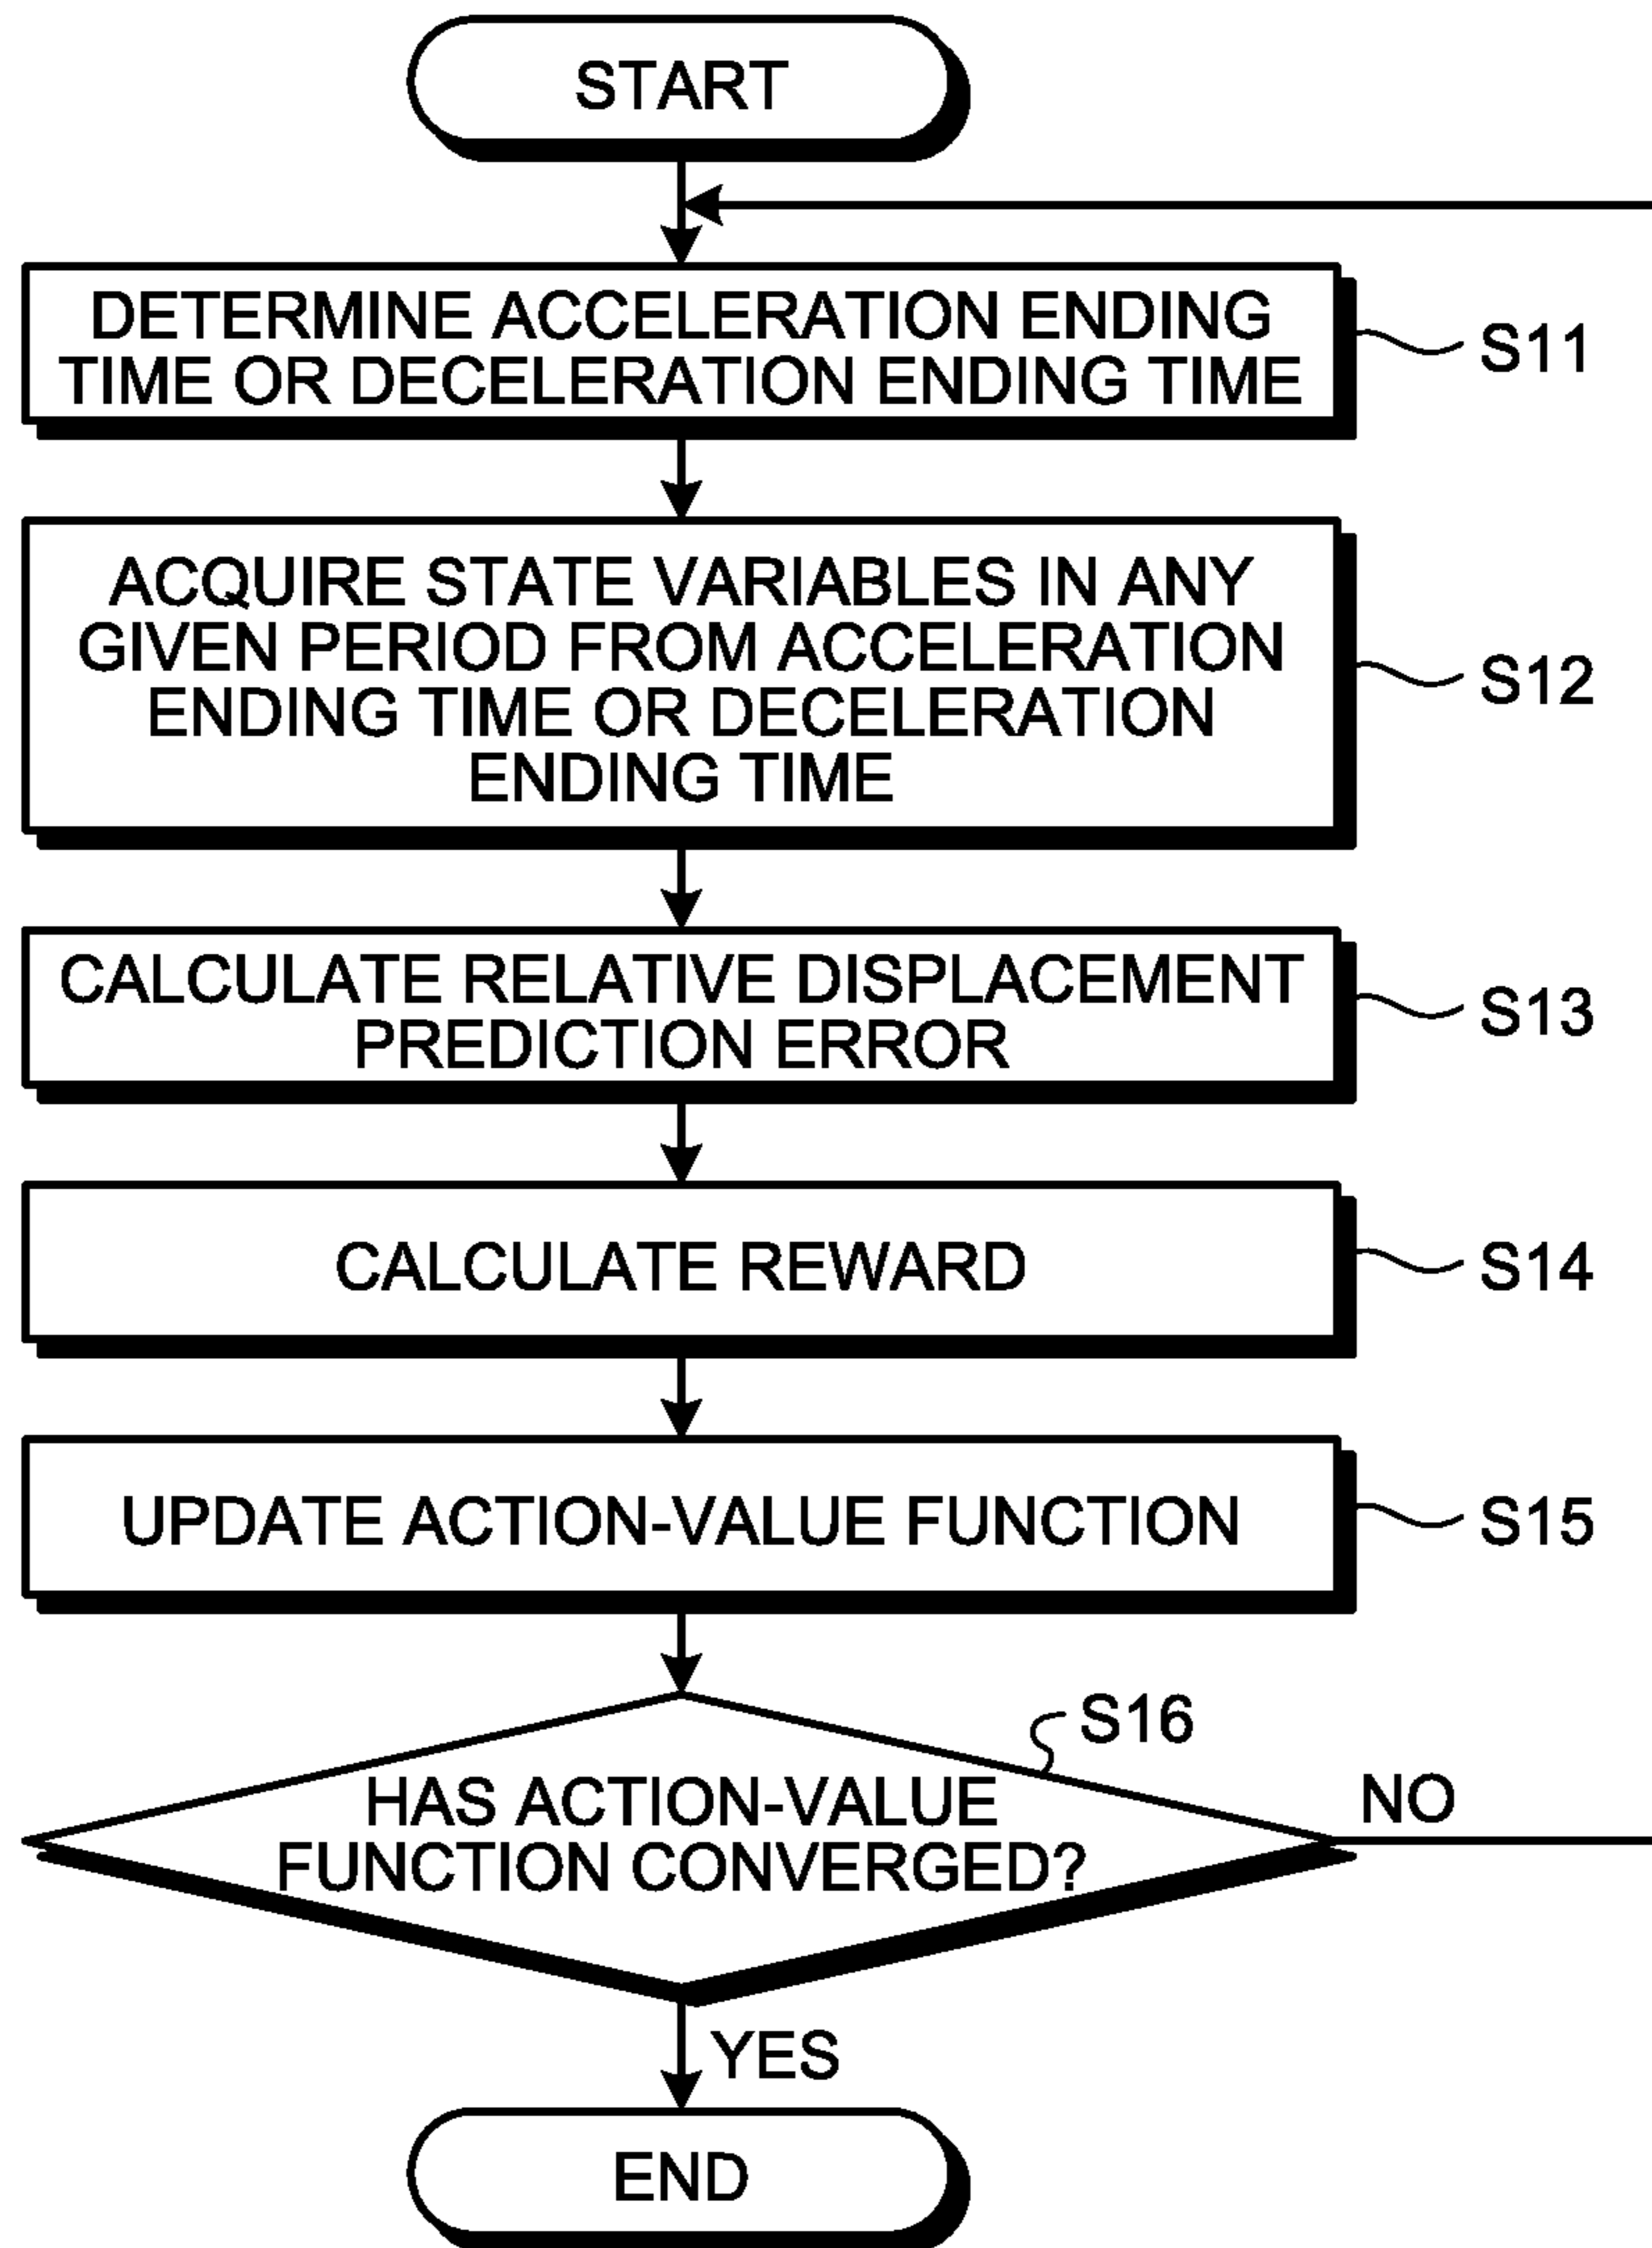 START
DETERMINE ACCELERATION ENDING
TIME OR DECELERATION ENDING TIME
S11
ACQUIRE STATE VARIABLES IN ANY
GIVEN PERIOD FROM ACCELERATION
ENDING TIME OR DECELERATION
ENDING TIME
S12
CALCULATE RELATIVE DISPLACEMENT
PREDICTION ERROR
S13
CALCULATE REWARD
S14
UPDATE ACTION-VALUE FUNCTION
S15
S16
HAS ACTION-VALUE
FUNCTION CONVERGED?
NO
YES
END